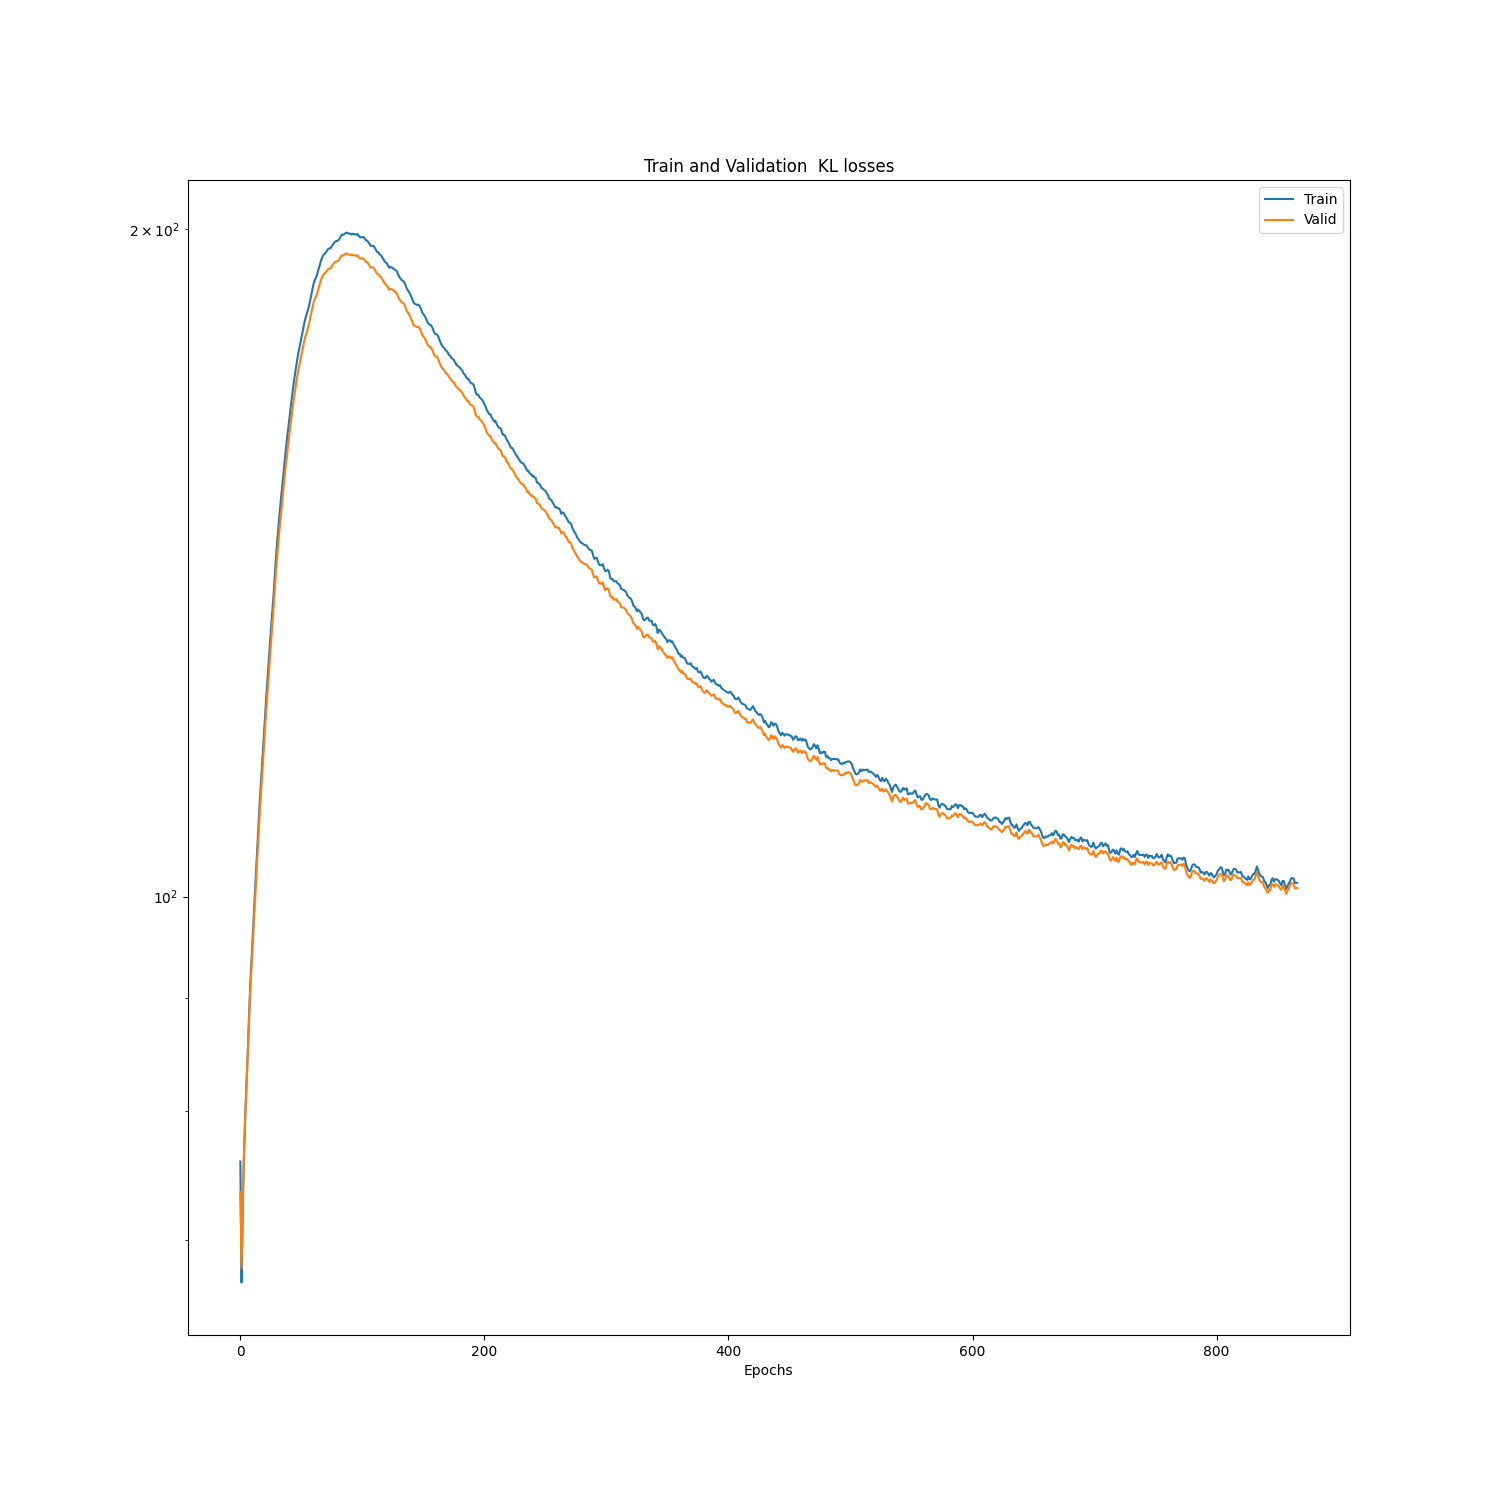 Train and Validation  KL losses
Train
Valid
2 × 10²
10²
0 200 400 600 800
Epochs